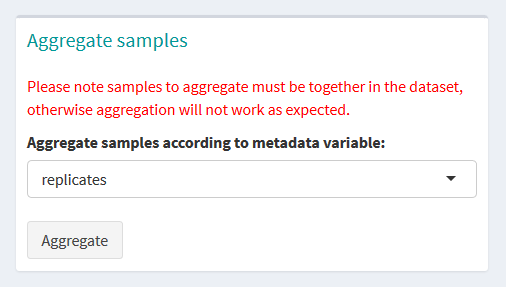 Aggregate samples
Please note samples to aggregate must be together in the dataset,
otherwise aggregation will not work as expected.
Aggregate samples according to metadata variable:
replicates
Aggregate